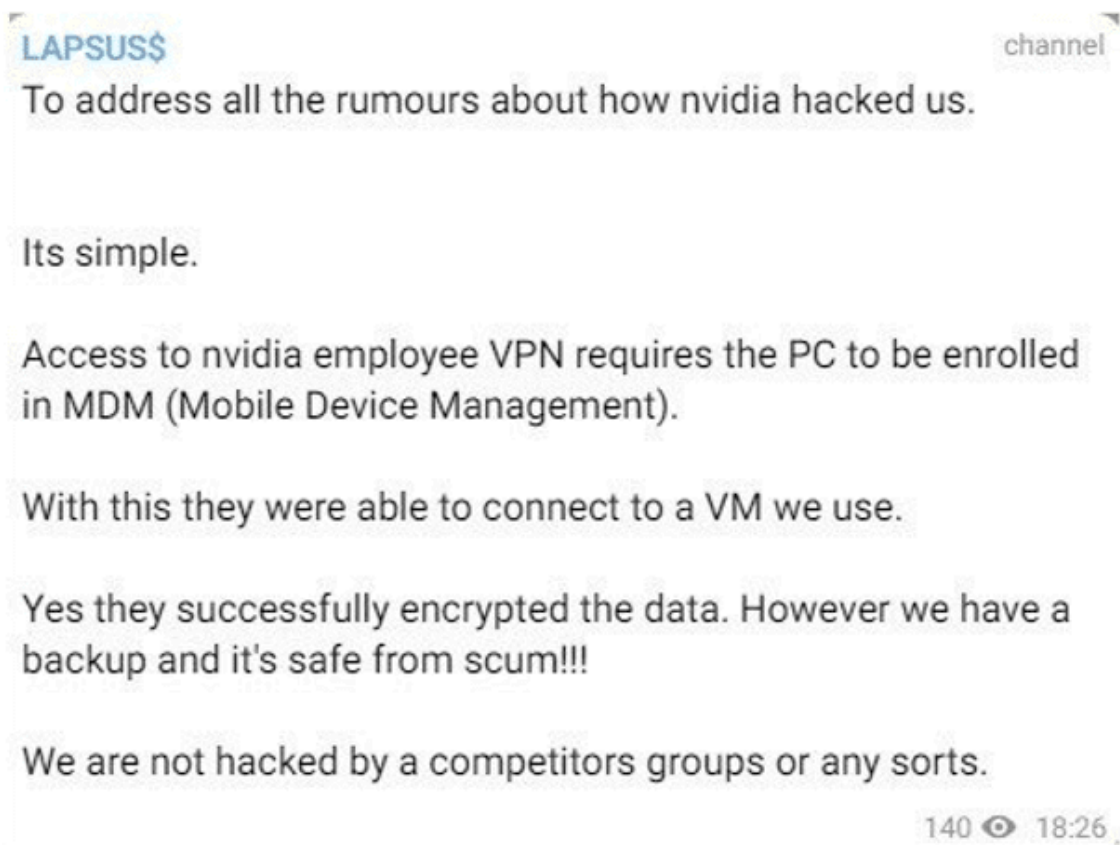 LAPSUS$ channel
To address all the rumours about how nvidia hacked us.
Its simple.
Access to nvidia employee VPN requires the PC to be enrolled
in MDM (Mobile Device Management).
With this they were able to connect to a VM we use.
Yes they successfully encrypted the data. However we have a
backup and it's safe from scum!!!
We are not hacked by a competitors groups or any sorts.
140 18:26